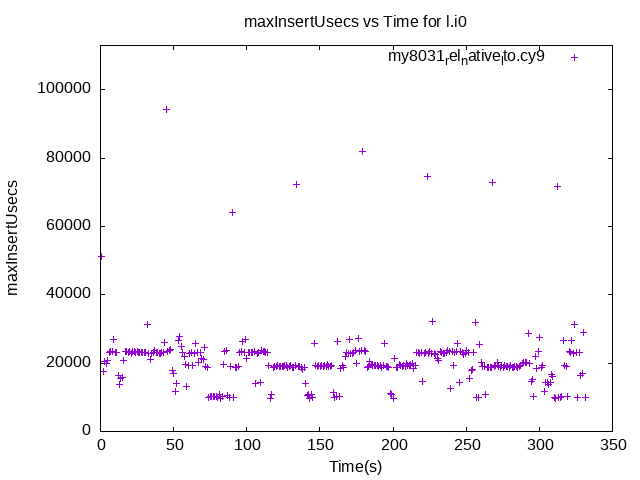 maxInsertUsecs vs Time for l.i0
my8031relnativelto.cy9
maxInsertUsecs
100000
80000
60000
40000
20000
0
0 50 100 150 200 250 300 350
Time(s)